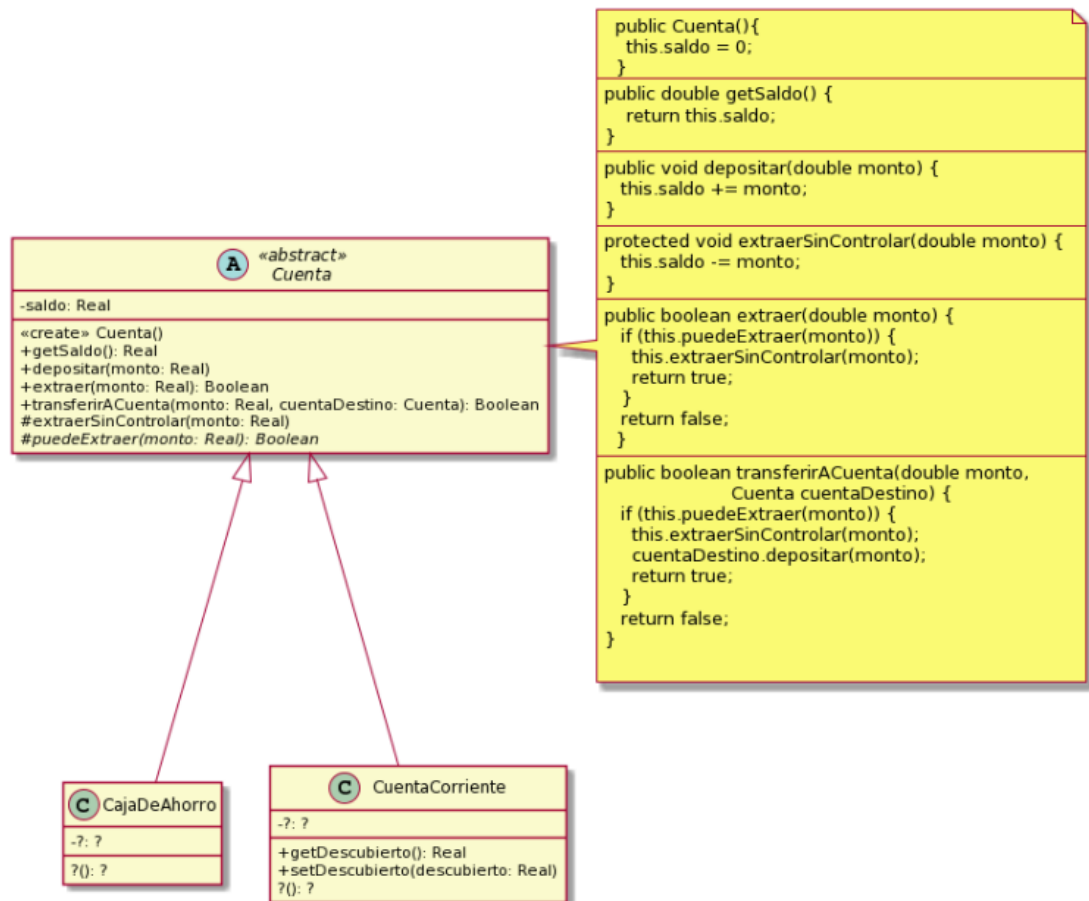 public Cuenta(){
this.saldo = 0;
}
public double getSaldo() {
return this.saldo;
}
public void depositar(double monto) {
this.saldo += monto;
}
protected void extraerSinControlar(double monto) {
this.saldo -= monto;
}
public boolean extraer(double monto) {
if (this.puedeExtraer(monto)) {
this.extraerSinControlar(monto);
return true;
}
return false;
}
public boolean transferirACuenta(double monto,
Cuenta cuentaDestino) {
if (this.puedeExtraer(monto)) {
this.extraerSinControlar(monto);
cuentaDestino.depositar(monto);
return true;
}
return false;
}
A «abstract»
Cuenta
-saldo: Real
«create» Cuenta()
+getSaldo(): Real
+depositar(monto: Real)
+extraer(monto: Real): Boolean
+transferirACuenta(monto: Real, cuentaDestino: Cuenta): Boolean
#extraerSinControlar(monto: Real)
#puedeExtraer(monto: Real): Boolean
C CajaDeAhorro
-?: ?
?(): ?
C CuentaCorriente
-?: ?
+getDescubierto(): Real
+setDescubierto(descubierto: Real)
?(): ?